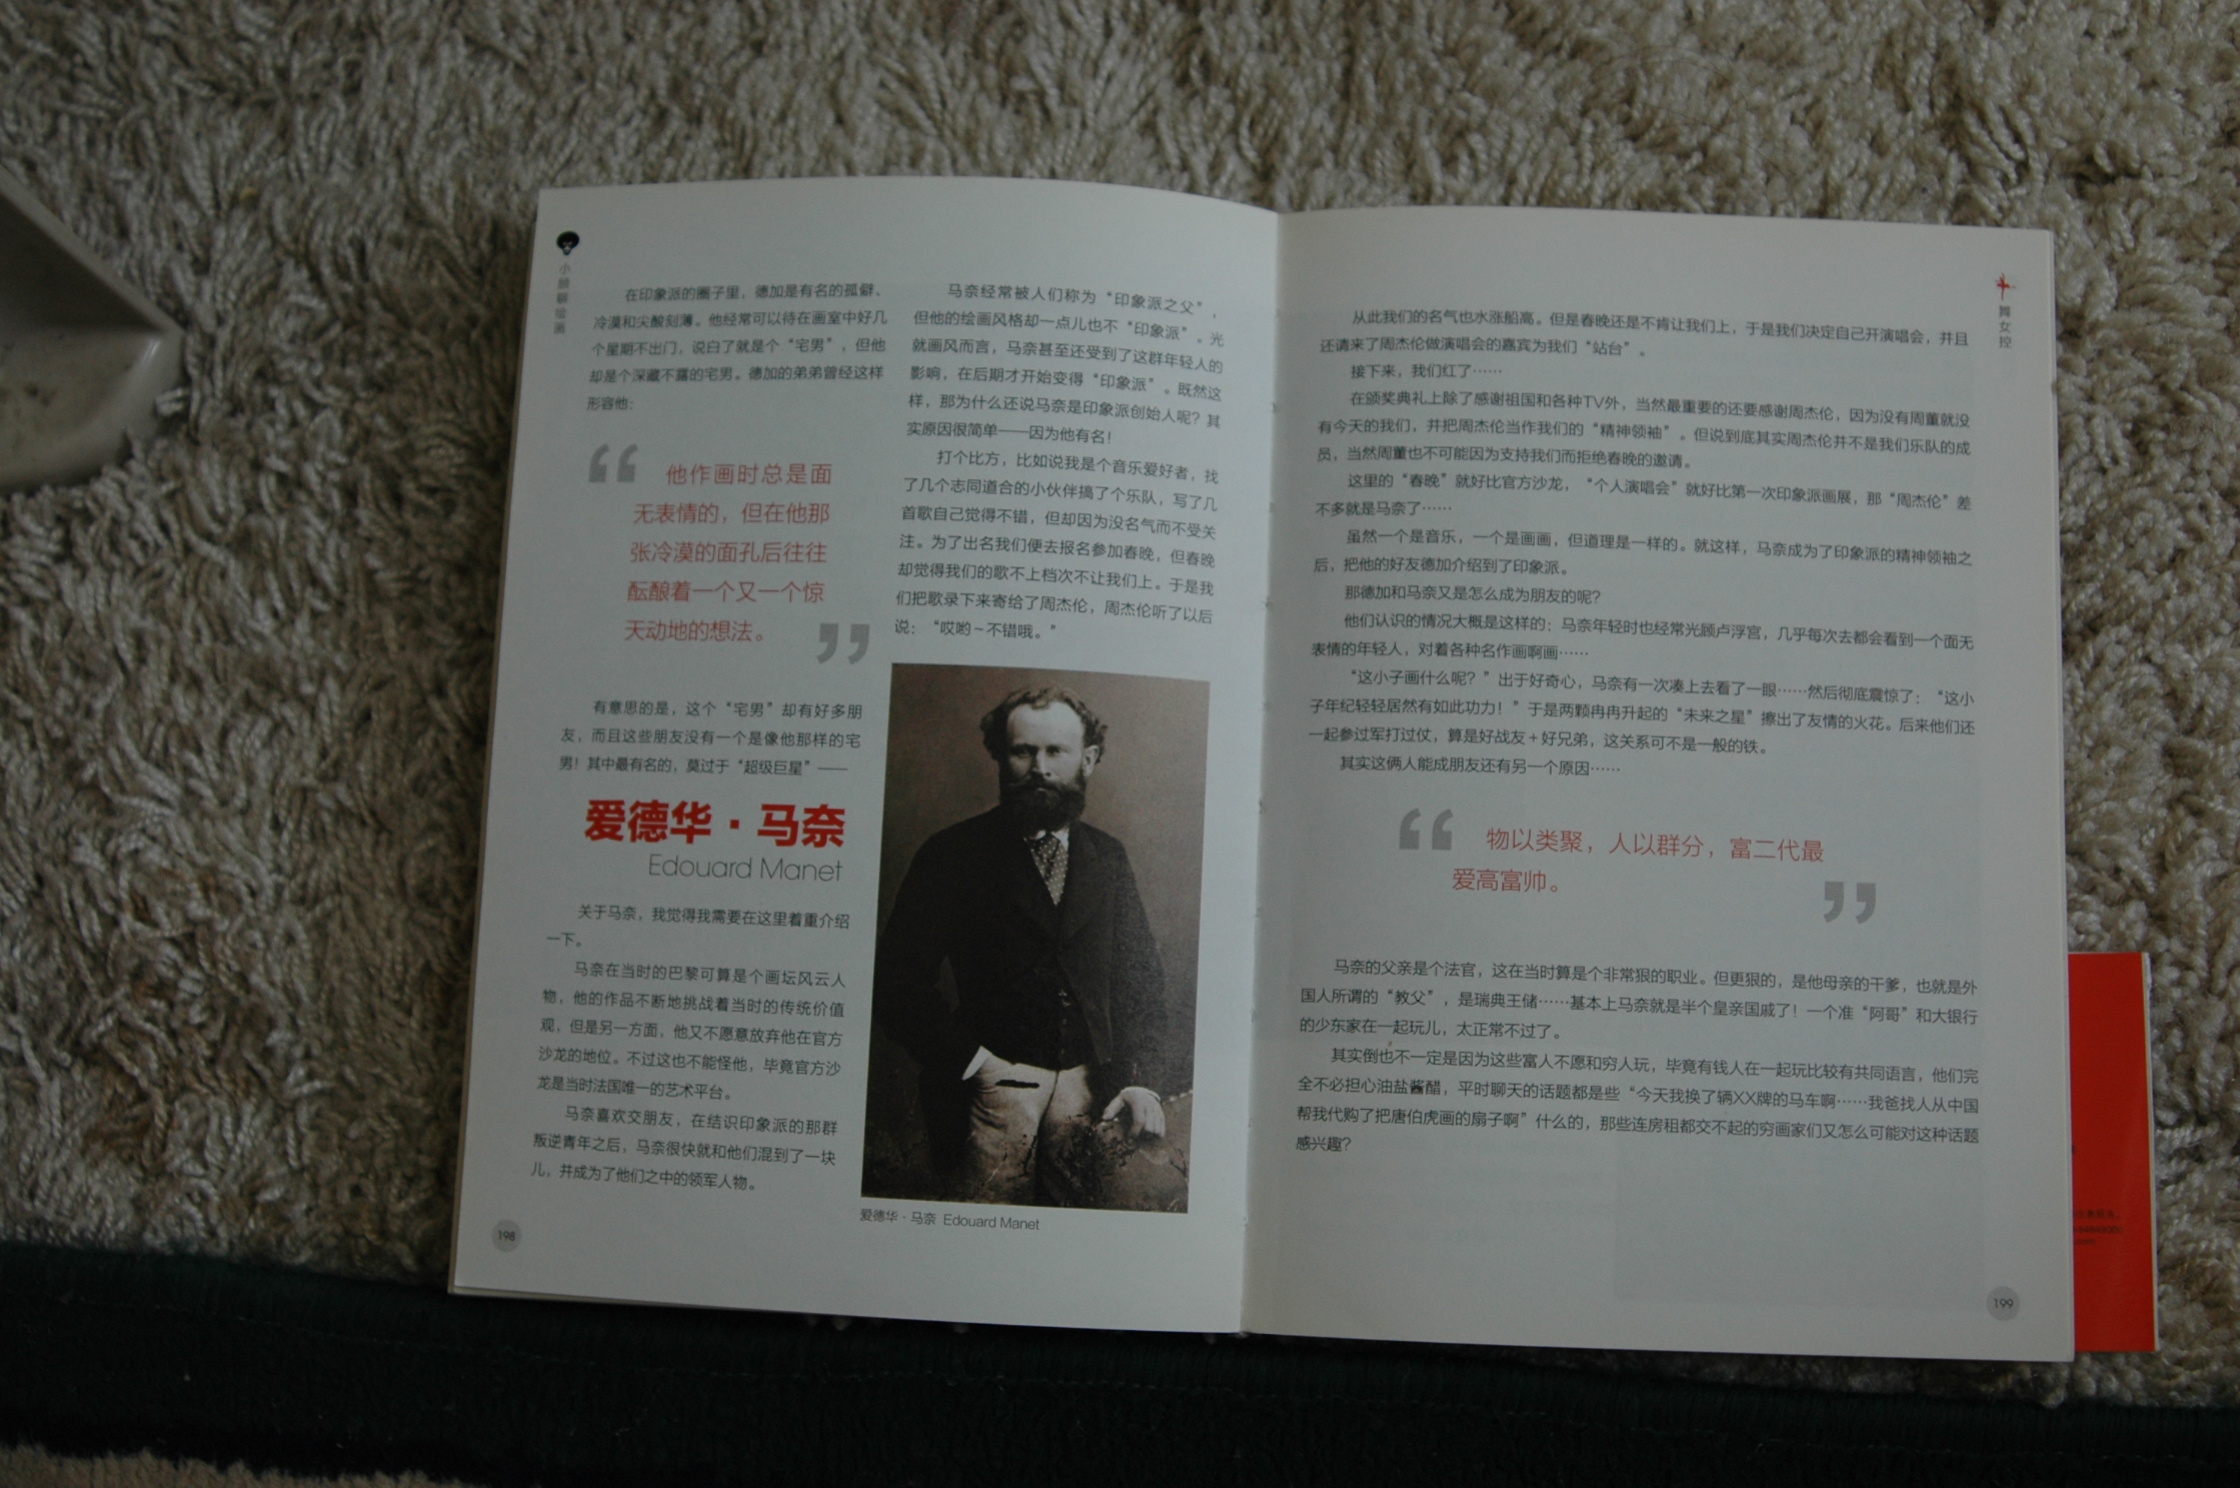 小
顾
聊
绘
画
在印象派的圈子里，德加是有名的孤僻、
冷漠和尖酸刻薄。他经常可以待在画室中好几
个星期不出门，说白了就是个“宅男”，但他
却是个深藏不露的宅男。德加的弟弟曾经这样
形容他：
他作画时总是面
无表情的，但在他那
张冷漠的面孔后往往
酝酿着一个又一个惊
天动地的想法。
有意思的是，这个“宅男”却有好多朋
友，而且这些朋友没有一个是像他那样的宅
男！其中最有名的，莫过于“超级巨星”——
爱德华·马奈
Edouard Manet
关于马奈，我觉得我需要在这里着重介绍
一下。
马奈在当时的巴黎可算是个画坛风云人
物，他的作品不断地挑战着当时的传统价值
观，但是另一方面，他又不愿意放弃他在官方
沙龙的地位。不过这也不能怪他，毕竟官方沙
龙是当时法国唯一的艺术平台。
马奈喜欢交朋友，在结识印象派的那群
叛逆青年之后，马奈很快就和他们混到了一块
儿，并成为了他们之中的领军人物。
198
马奈经常被人们称为“印象派之父”，
但他的绘画风格却一点儿也不“印象派”。光
就画风而言，马奈甚至还受到了这群年轻人的
影响，在后期才开始变得“印象派”。既然这
样，那为什么还说马奈是印象派创始人呢？其
实原因很简单——因为他有名！
打个比方，比如说我是个音乐爱好者，找
了几个志同道合的小伙伴搞了个乐队，写了几
首歌自己觉得不错，但却因为没名气而不受关
注。为了出名我们便去报名参加春晚，但春晚
却觉得我们的歌不上档次不让我们上。于是我
们把歌录下来寄给了周杰伦，周杰伦听了以后
说：“哎哟~不错哦。”
爱德华·马奈 Edouard Manet
舞
女
控
从此我们的名气也水涨船高。但是春晚还是不肯让我们上，于是我们决定自己开演唱会，并且
还请来了周杰伦做演唱会的嘉宾为我们“站台”。
接下来，我们红了……
在颁奖典礼上除了感谢祖国和各种TV外，当然最重要的还要感谢周杰伦，因为没有周董就没
有今天的我们，并把周杰伦当作我们的“精神领袖”。但说到底其实周杰伦并不是我们乐队的成
员，当然周董也不可能因为支持我们而拒绝春晚的邀请。
这里的“春晚”就好比官方沙龙，“个人演唱会”就好比第一次印象派画展，那“周杰伦”差
不多就是马奈了……
虽然一个是音乐，一个是画画，但道理是一样的。就这样，马奈成为了印象派的精神领袖之
后，把他的好友德加介绍到了印象派。
那德加和马奈又是怎么成为朋友的呢？
他们认识的情况大概是这样的：马奈年轻时也经常光顾卢浮宫，几乎每次去都会看到一个面无
表情的年轻人，对着各种名作画啊画……
“这小子画什么呢？”出于好奇心，马奈有一次凑上去看了一眼……然后彻底震惊了：“这小
子年纪轻轻居然有如此功力！”于是两颗冉冉升起的“未来之星”擦出了友情的火花。后来他们还
一起参过军打过仗，算是好战友+好兄弟，这关系可不是一般的铁。
其实这俩人能成朋友还有另一个原因……
物以类聚，人以群分，富二代最
爱高富帅。
马奈的父亲是个法官，这在当时算是个非常狠的职业。但更狠的，是他母亲的干爹，也就是外
国人所谓的“教父”，是瑞典王储……基本上马奈就是半个皇亲国戚了！一个准“阿哥”和大银行
的少东家在一起玩儿，太正常不过了。
其实倒也不一定是因为这些富人不愿和穷人玩，毕竟有钱人在一起玩比较有共同语言，他们完
全不必担心油盐酱醋，平时聊天的话题都是些“今天我换了辆XX牌的马车啊……我爸找人从中国
帮我代购了把唐伯虎画的扇子啊”什么的，那些连房租都交不起的穷画家们又怎么可能对这种话题
感兴趣？
199